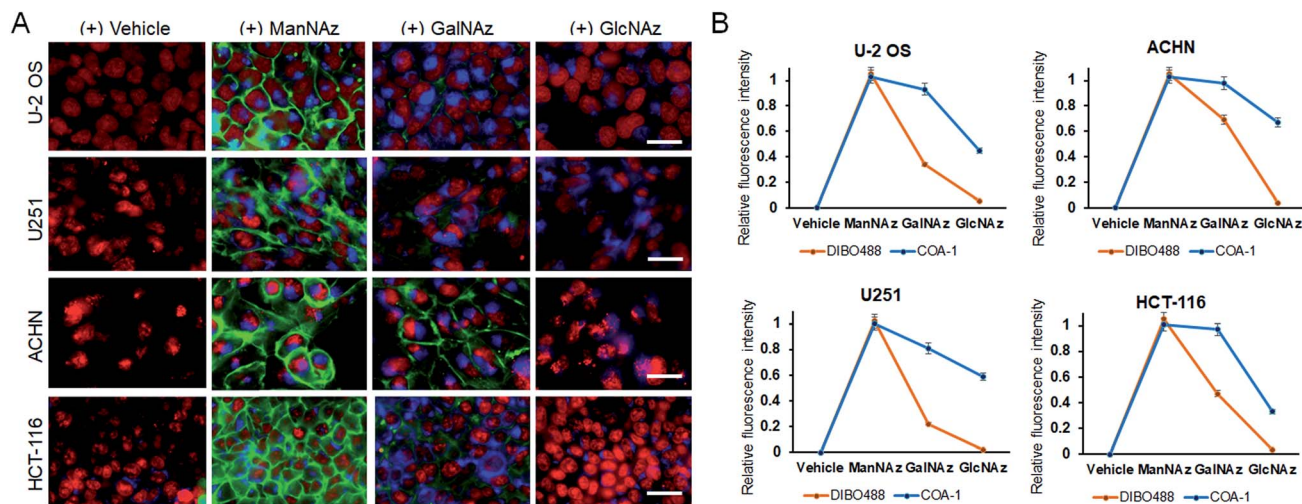 A
(+) Vehicle
(+) ManNAz
(+) GalNAz
(+) GlcNAz
U-2 OS
U251
ACHN
HCT-116
B
U-2 OS
Relative fluorescence intensity
1
0.8
0.6
0.4
0.2
0
Vehicle ManNAz GalNAz GlcNAz
DIBO488 COA-1
ACHN
Relative fluorescence intensity
1
0.8
0.6
0.4
0.2
0
Vehicle ManNAz GalNAz GlcNAz
DIBO488 COA-1
U251
Relative fluorescence intensity
1
0.8
0.6
0.4
0.2
0
Vehicle ManNAz GalNAz GlcNAz
DIBO488 COA-1
HCT-116
Relative fluorescence intensity
1
0.8
0.6
0.4
0.2
0
Vehicle ManNAz GalNAz GlcNAz
DIBO488 COA-1